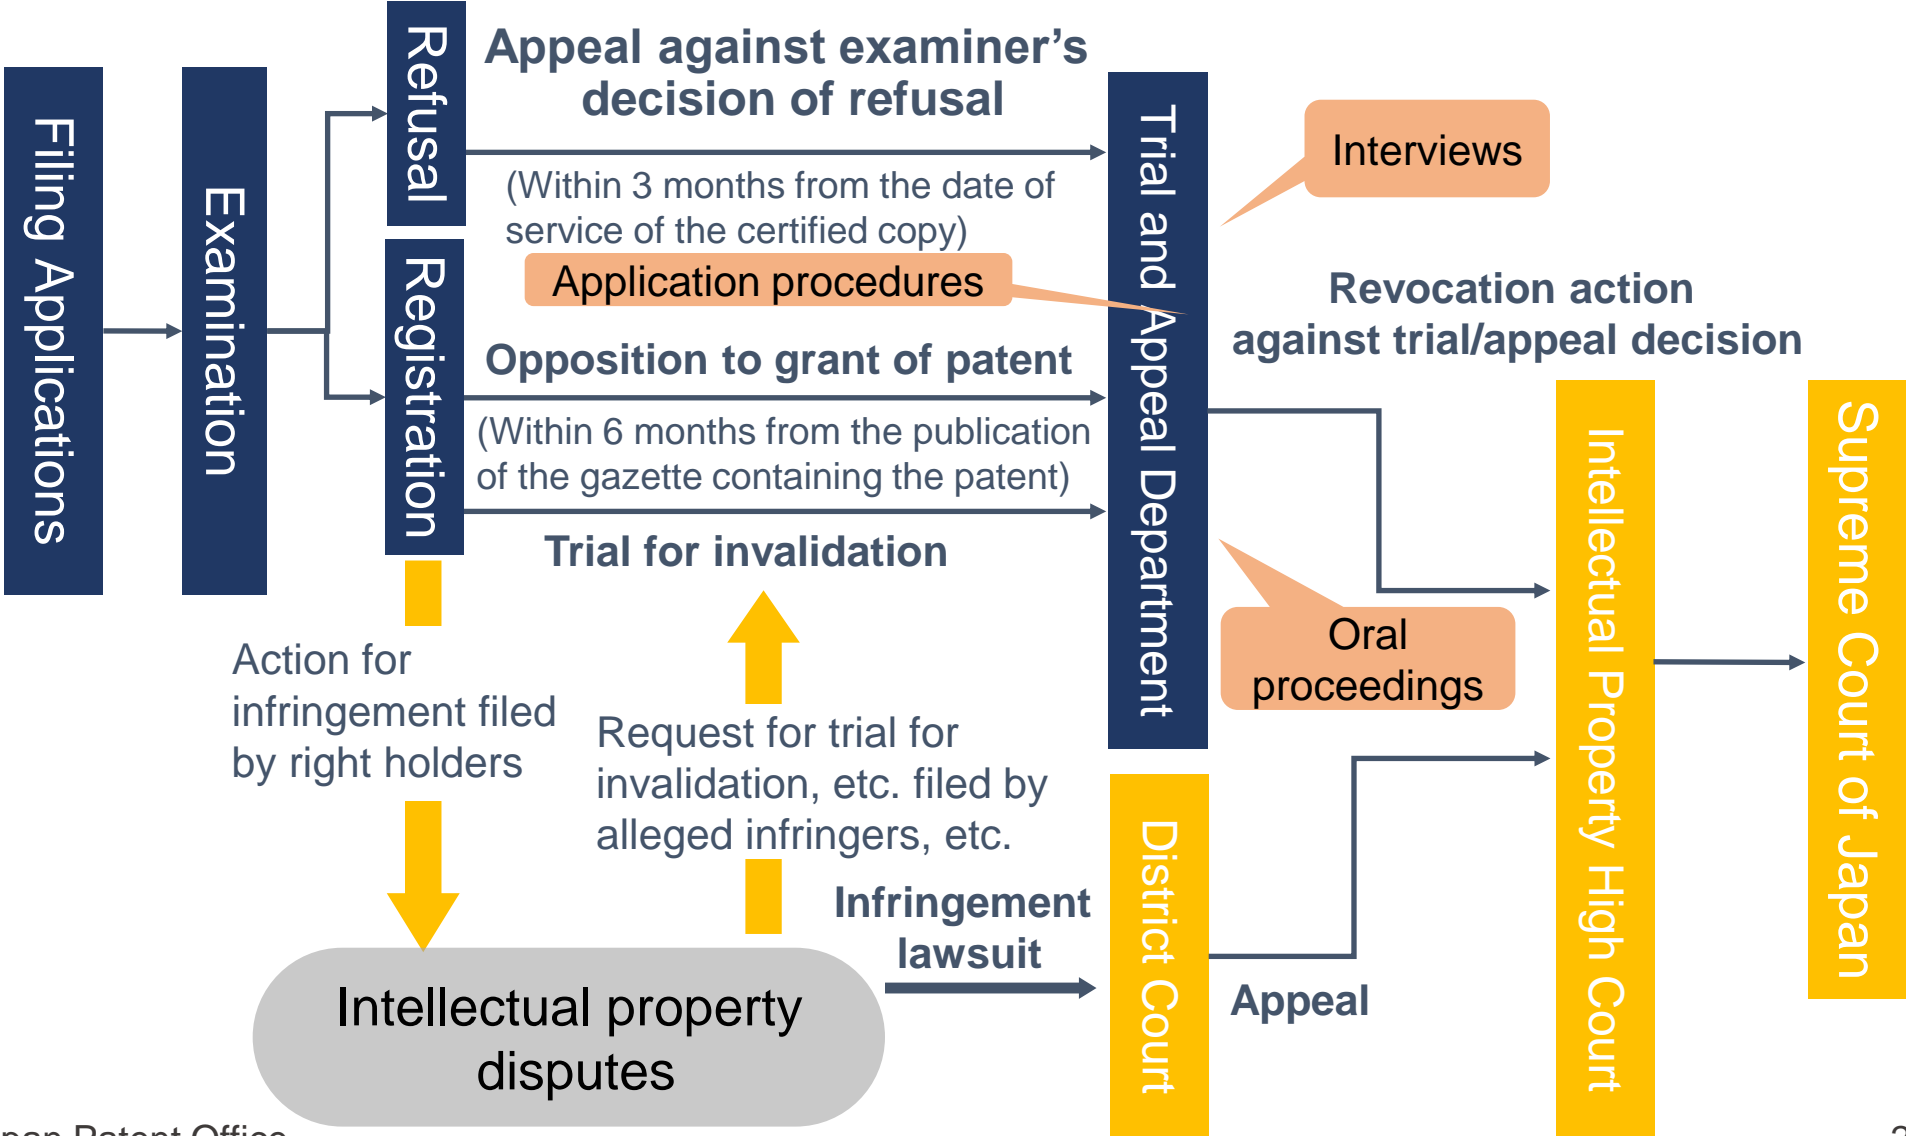 Filing Applications
Examination
Refusal
Registration
Appeal against examiner's
decision of refusal
(Within 3 months from the date of
service of the certified copy)
Application procedures
Opposition to grant of patent
(Within 6 months from the publication
of the gazette containing the patent)
Trial for invalidation
Trial and Appeal Department
Interviews
Revocation action
against trial/appeal decision
Oral
proceedings
Intellectual Property High Court
Supreme Court of Japan
Action for
infringement filed
by right holders
Request for trial for
invalidation, etc. filed by
alleged infringers, etc.
Infringement
lawsuit
District Court
Appeal
Intellectual property
disputes
Patent Office